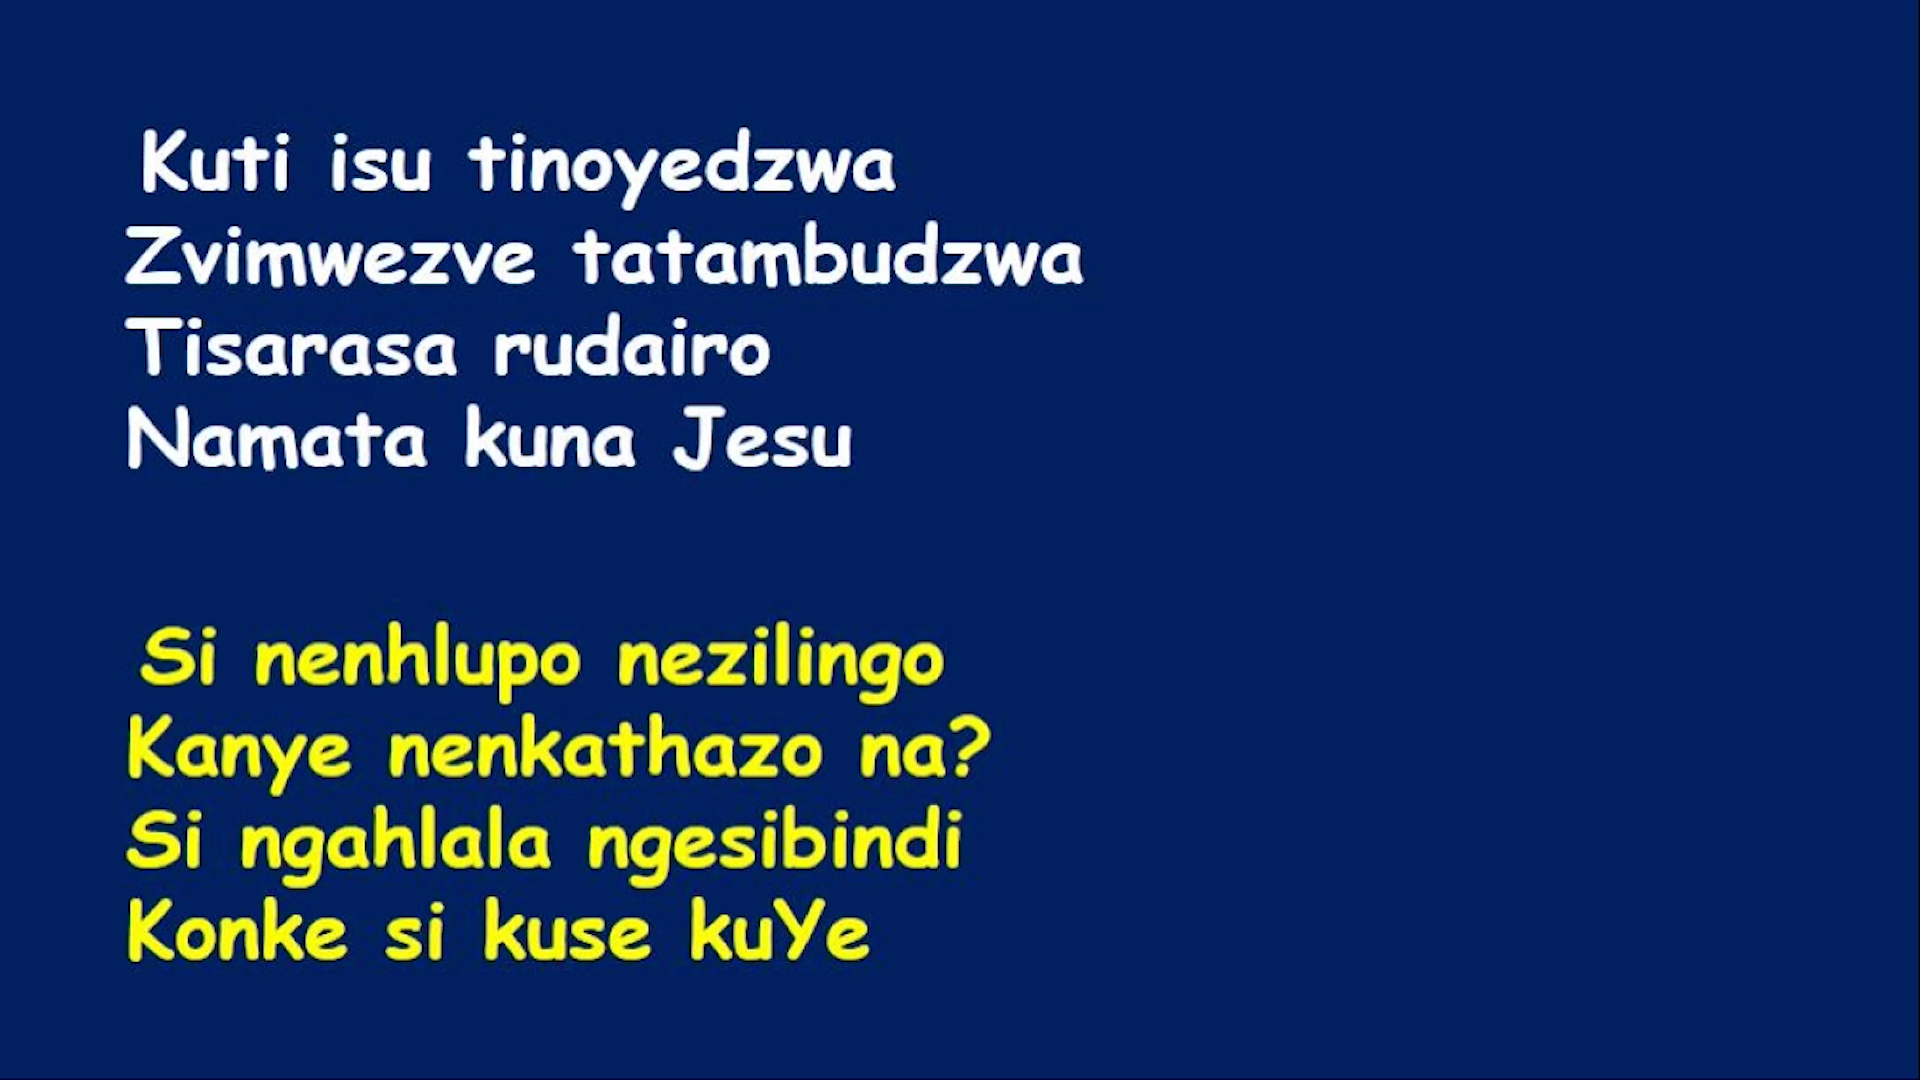 Kuti isu tinoyedzwa
Zvimwezve tatambudzwa
Tisarasa rudairo
Namata kuna Jesu
Si nenhlupo nezilingo
Kanye nenkathazo na?
Si ngahlala ngesibindi
Konke si kuse kuYe